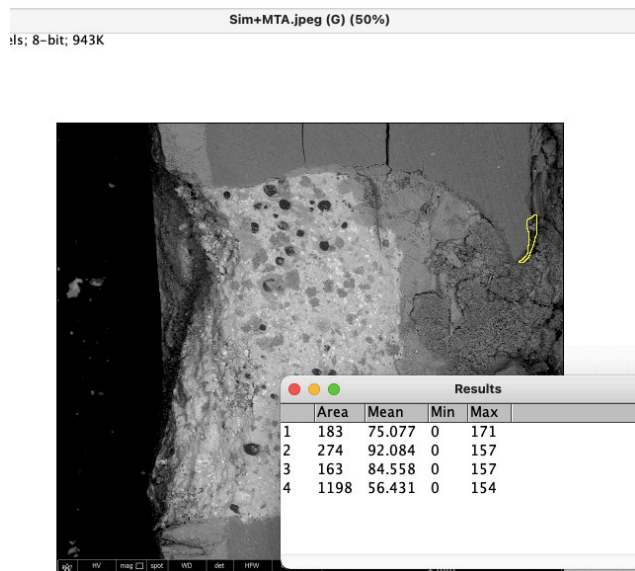 Sim+MTA.jpeg (G) (50%)
els; 8-bit; 943K
Results
Area Mean Min Max
1 183 75.077 0 171
2 274 92.084 0 157
3 163 84.558 0 157
4 1198 56.431 0 154
HV mag spot WD det HFW